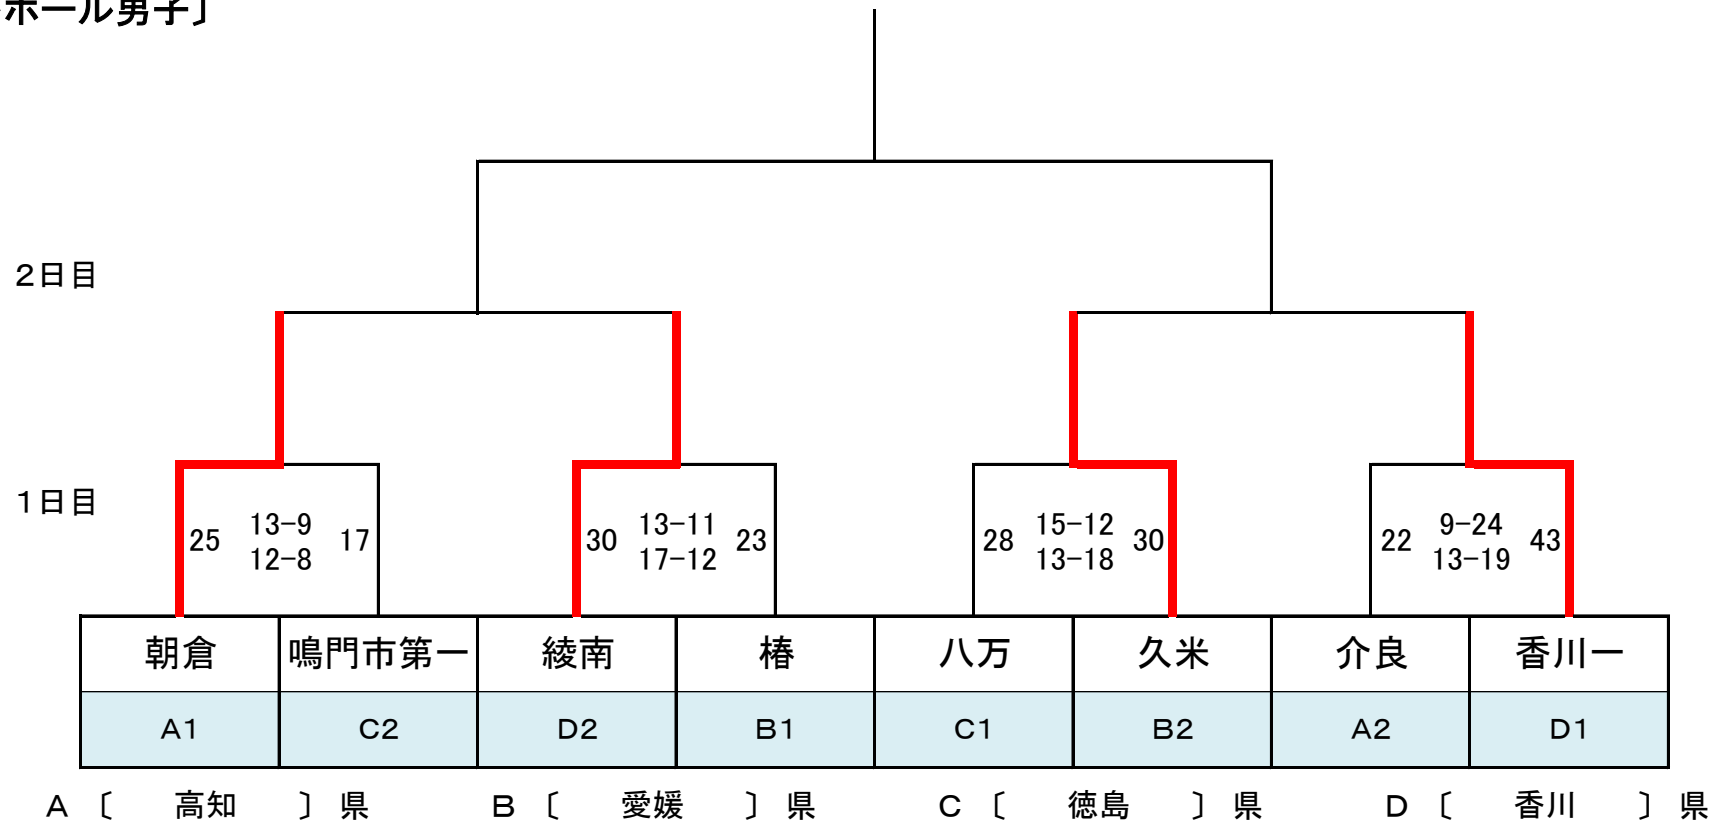 ボール男子〕
2日目
1日目
25 13-9 12-8 17
30 13-11 17-12 23
28 15-12 13-18 30
22 9-24 13-19 43
朝倉 鳴門市第一 綾南 椿 八万 久米 介良 香川一
A1 C2 D2 B1 C1 B2 A2 D1
A 〔 高知 〕 県 B 〔 愛媛 〕 県 C 〔 徳島 〕 県 D 〔 香川 〕 県